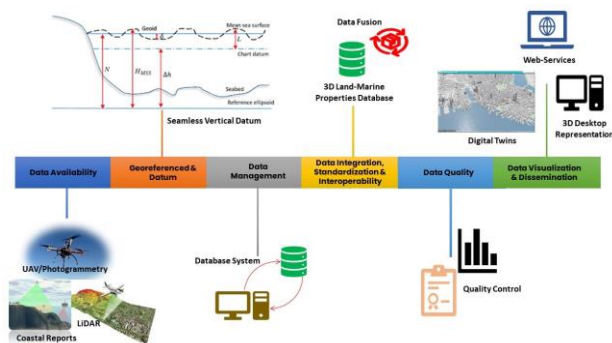 Geoid
Mean sea surface
ξ
L
Chart datum
N
H_MSS
Δh
Seabed
Reference ellipsoid
Seamless Vertical Datum
Data Fusion
3D Land-Marine
Properties Database
Web-Services
Digital Twins
3D Desktop
Representation
Data Availability
Georeferenced &
Datum
Data
Management
Data Integration,
Standardization &
Interoperability
Data Quality
Data Visualization
& Dissemination
UAV/Photogrammetry
LiDAR
Coastal Reports
Database System
Quality Control